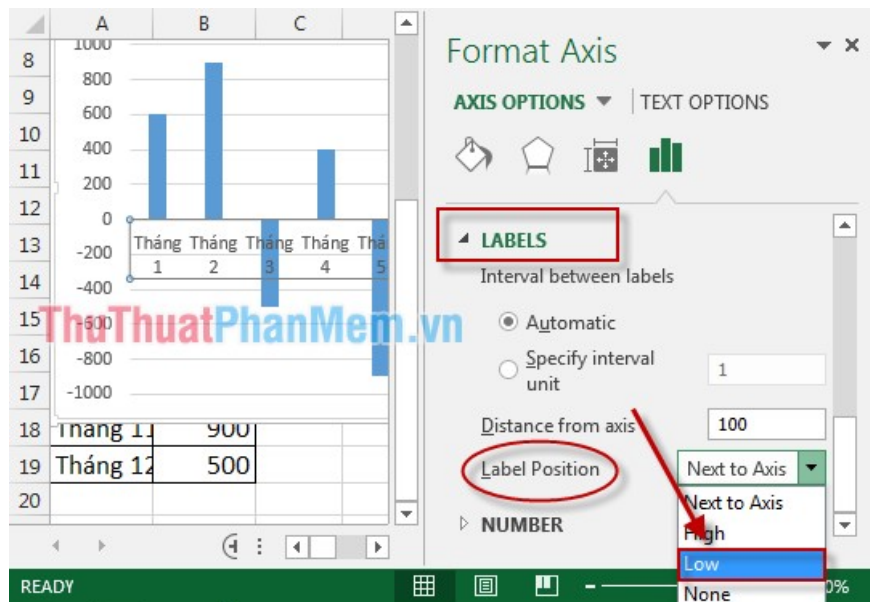 A B C
8
9
10
11
12
13
14
15
16
17
18
19
20
1000
800
600
400
200
0
-200
-400
-600
-800
-1000
Tháng Tháng Tháng Tháng Thá
1 2 3 4 5
Tháng 11 900
Tháng 12 500
ThuThuatPhanMem.vn
READY
Format Axis
AXIS OPTIONS TEXT OPTIONS
LABELS
Interval between labels
Automatic
Specify interval
unit
1
Distance from axis 100
Label Position Next to Axis
Next to Axis
High
Low
None
NUMBER
0%